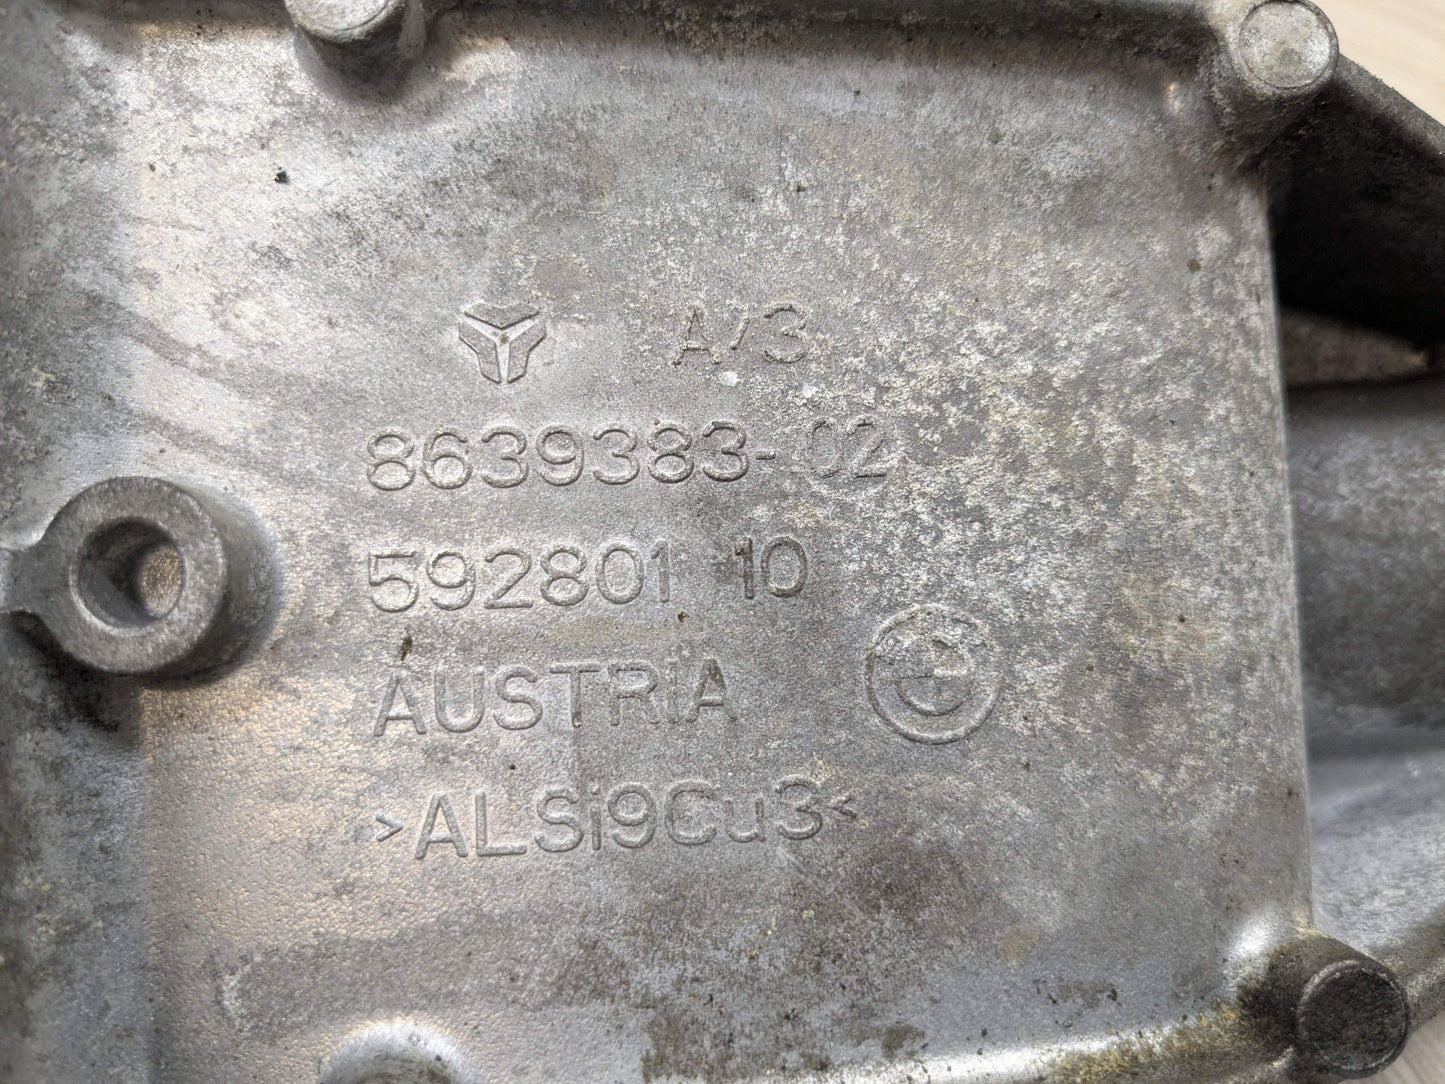 A/3
8639383-02
592801 10
AUSTRIA
>ALSi9Cu3<